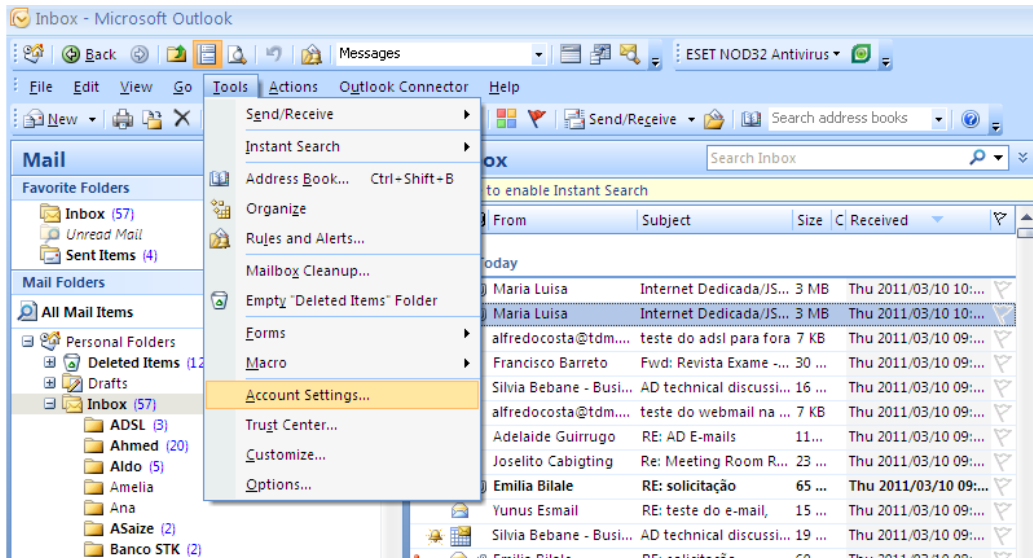 Inbox - Microsoft Outlook
Back Messages ESET NOD32 Antivirus
File Edit View Go Tools Actions Outlook Connector Help
New Send/Receive Search address books
Mail
Favorite Folders
Inbox (57)
Unread Mail
Sent Items (4)
Mail Folders
All Mail Items
Personal Folders
Deleted Items (12
Drafts
Inbox (57)
ADSL (3)
Ahmed (20)
Aldo (5)
Amelia
Ana
ASaize (2)
Banco STK (2)
Send/Receive
Instant Search
Address Book... Ctrl+Shift+B
Organize
Rules and Alerts...
Mailbox Cleanup...
Empty "Deleted Items" Folder
Forms
Macro
Account Settings...
Trust Center...
Customize...
Options...
ox Search Inbox
to enable Instant Search
From Subject Size C Received
Today
Maria Luisa Internet Dedicada/JS... 3 MB Thu 2011/03/10 10:...
Maria Luisa Internet Dedicada/JS... 3 MB Thu 2011/03/10 10:...
alfredocosta@tdm.... teste do adsl para fora 7 KB Thu 2011/03/10 09:...
Francisco Barreto Fwd: Revista Exame -... 30 ... Thu 2011/03/10 09:...
Silvia Bebane - Busi... AD technical discussi... 16 ... Thu 2011/03/10 09:...
alfredocosta@tdm.... teste do webmail na ... 7 KB Thu 2011/03/10 09:...
Adelaide Guirrugo RE: AD E-mails 11... Thu 2011/03/10 09:...
Joselito Cabigting Re: Meeting Room R... 23 ... Thu 2011/03/10 09:...
Emilia Bilale RE: solicitação 65 ... Thu 2011/03/10 09:...
Yunus Esmail RE: teste do e-mail, 15 ... Thu 2011/03/10 09:...
Silvia Bebane - Busi... AD technical discussi... 19 ... Thu 2011/03/10 09:...